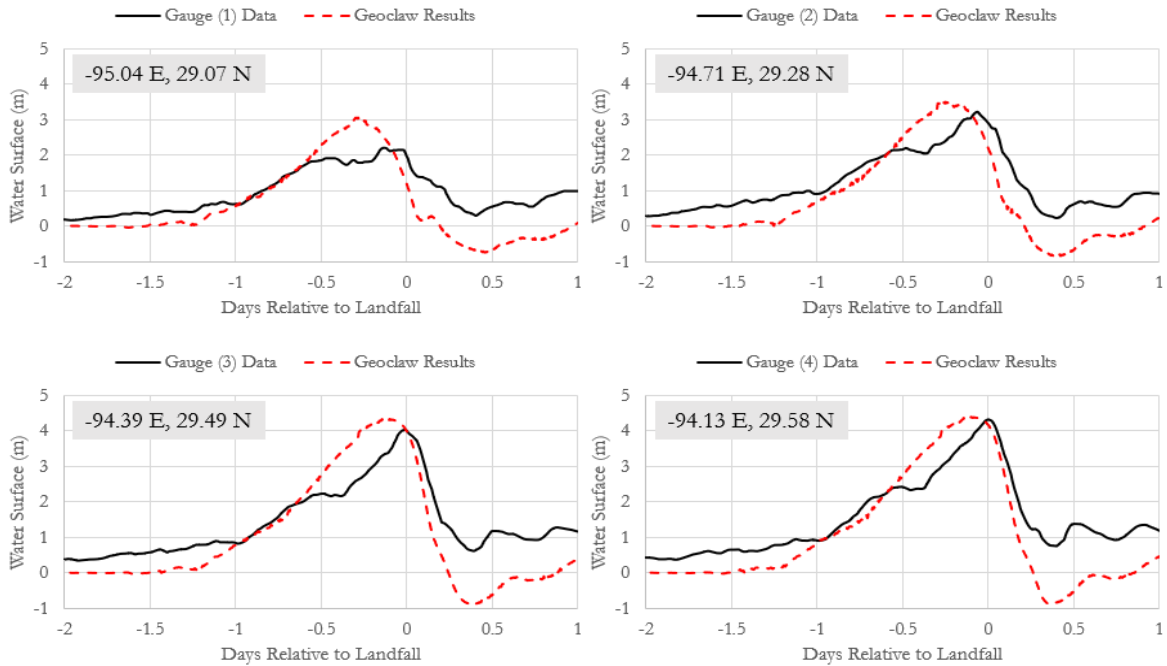 Gauge (1) Data Geoclaw Results
-95.04 E, 29.07 N
Water Surface (m)
5
4
3
2
1
0
-1
-2 -1.5 -1 -0.5 0 0.5 1
Days Relative to Landfall
Gauge (2) Data Geoclaw Results
-94.71 E, 29.28 N
Water Surface (m)
5
4
3
2
1
0
-1
-2 -1.5 -1 -0.5 0 0.5 1
Days Relative to Landfall
Gauge (3) Data Geoclaw Results
-94.39 E, 29.49 N
Water Surface (m)
5
4
3
2
1
0
-1
-2 -1.5 -1 -0.5 0 0.5 1
Days Relative to Landfall
Gauge (4) Data Geoclaw Results
-94.13 E, 29.58 N
Water Surface (m)
5
4
3
2
1
0
-1
-2 -1.5 -1 -0.5 0 0.5 1
Days Relative to Landfall